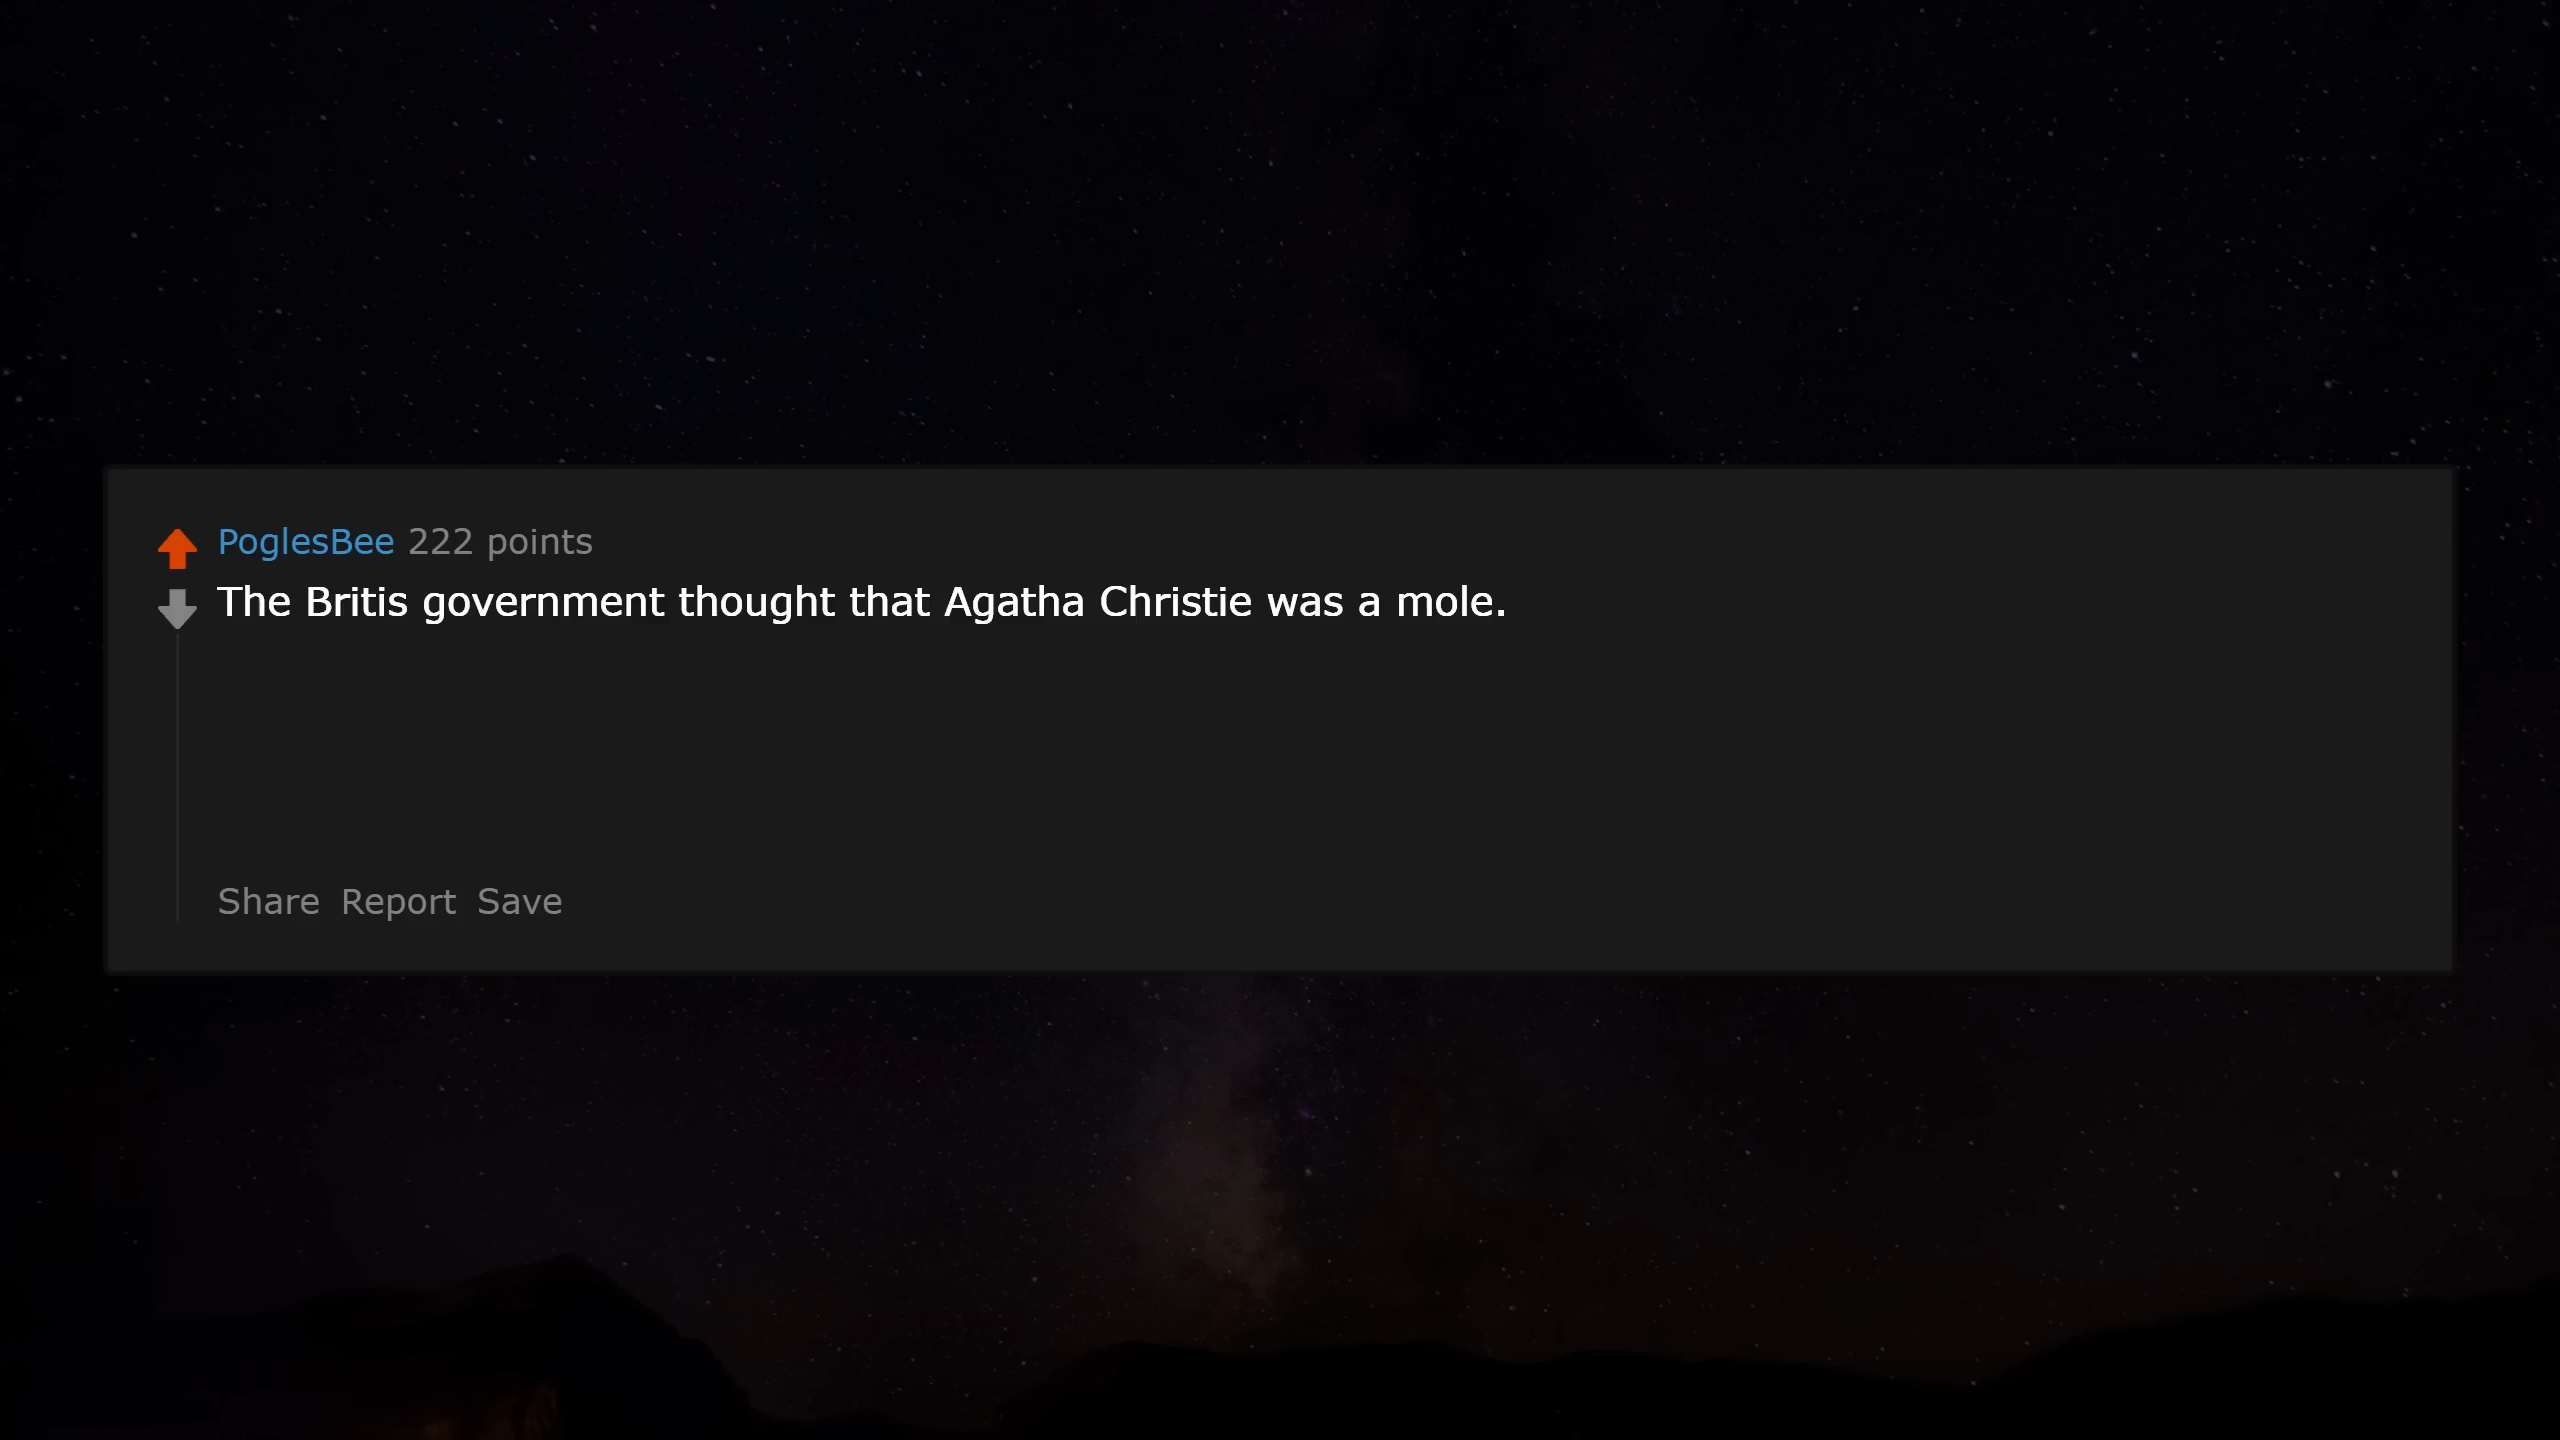 PoglesBee 222 points
The Britis government thought that Agatha Christie was a mole.
Share Report Save